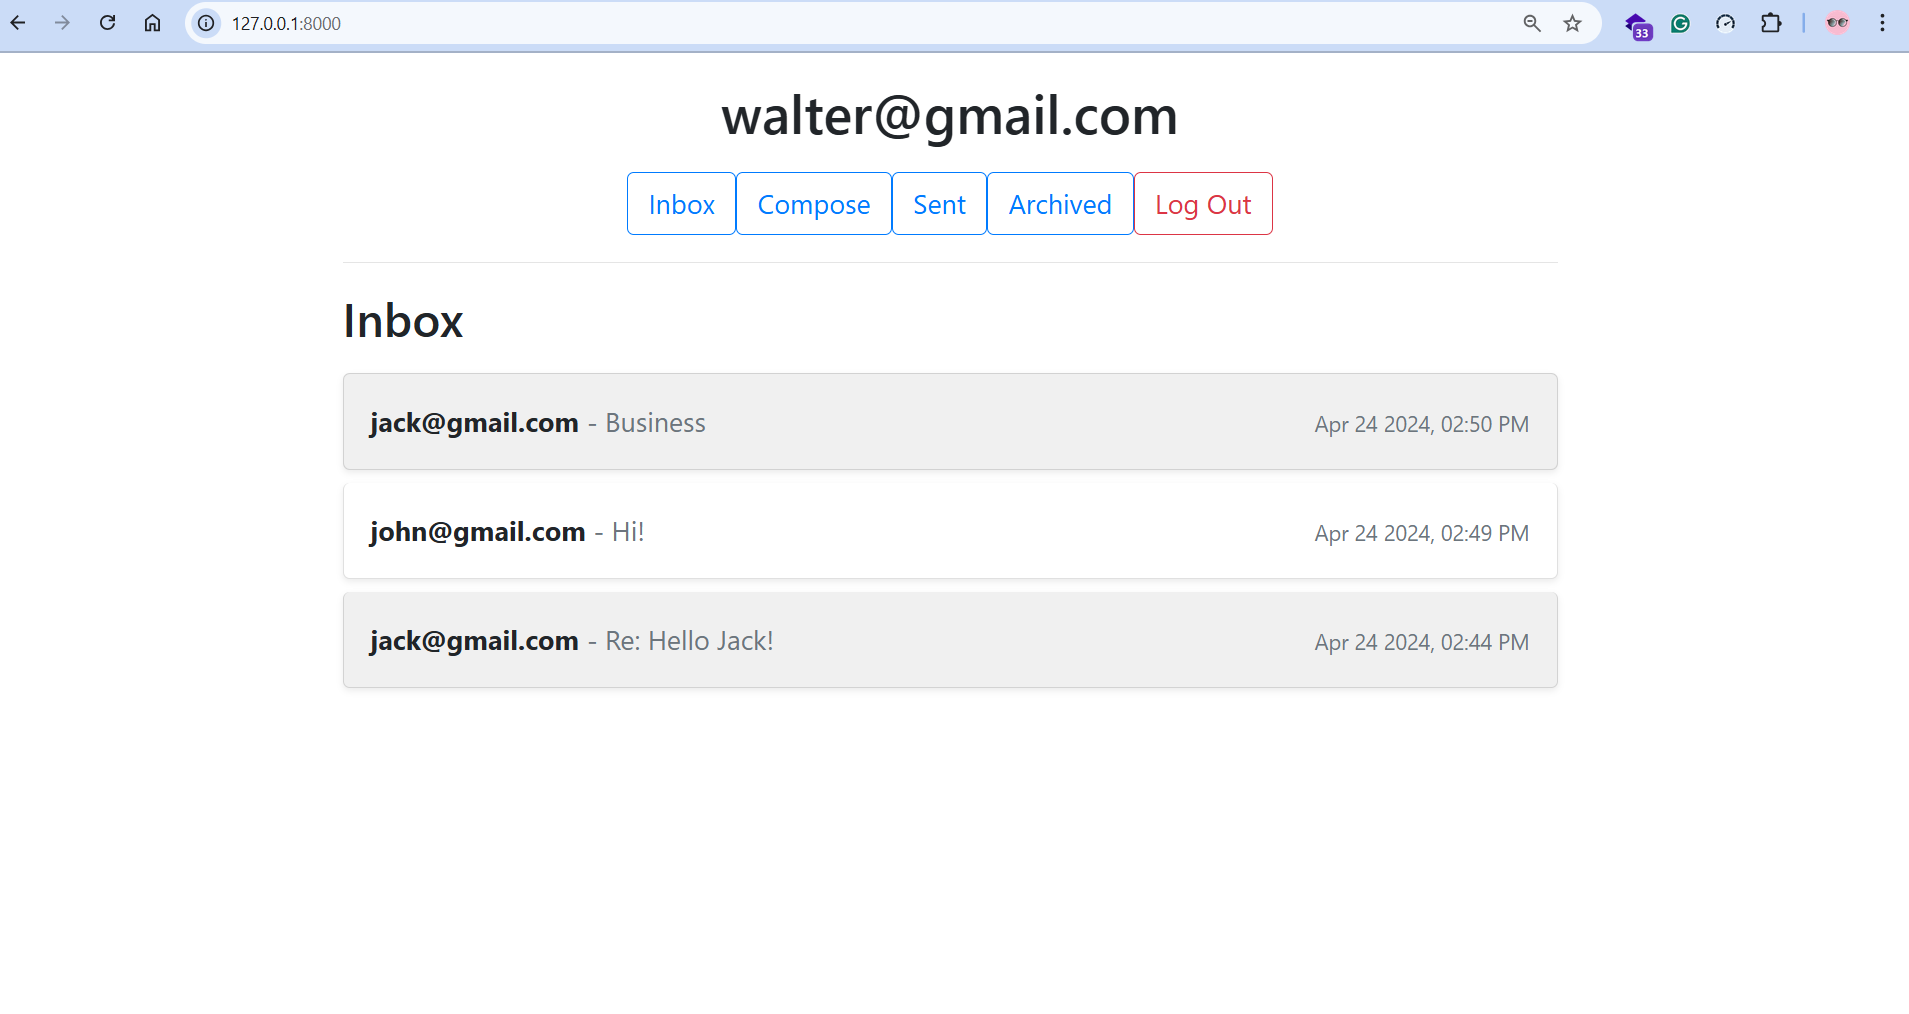 127.0.0.1:8000
33
walter@gmail.com
Inbox Compose Sent Archived Log Out
Inbox
jack@gmail.com - Business Apr 24 2024, 02:50 PM
john@gmail.com - Hi! Apr 24 2024, 02:49 PM
jack@gmail.com - Re: Hello Jack! Apr 24 2024, 02:44 PM